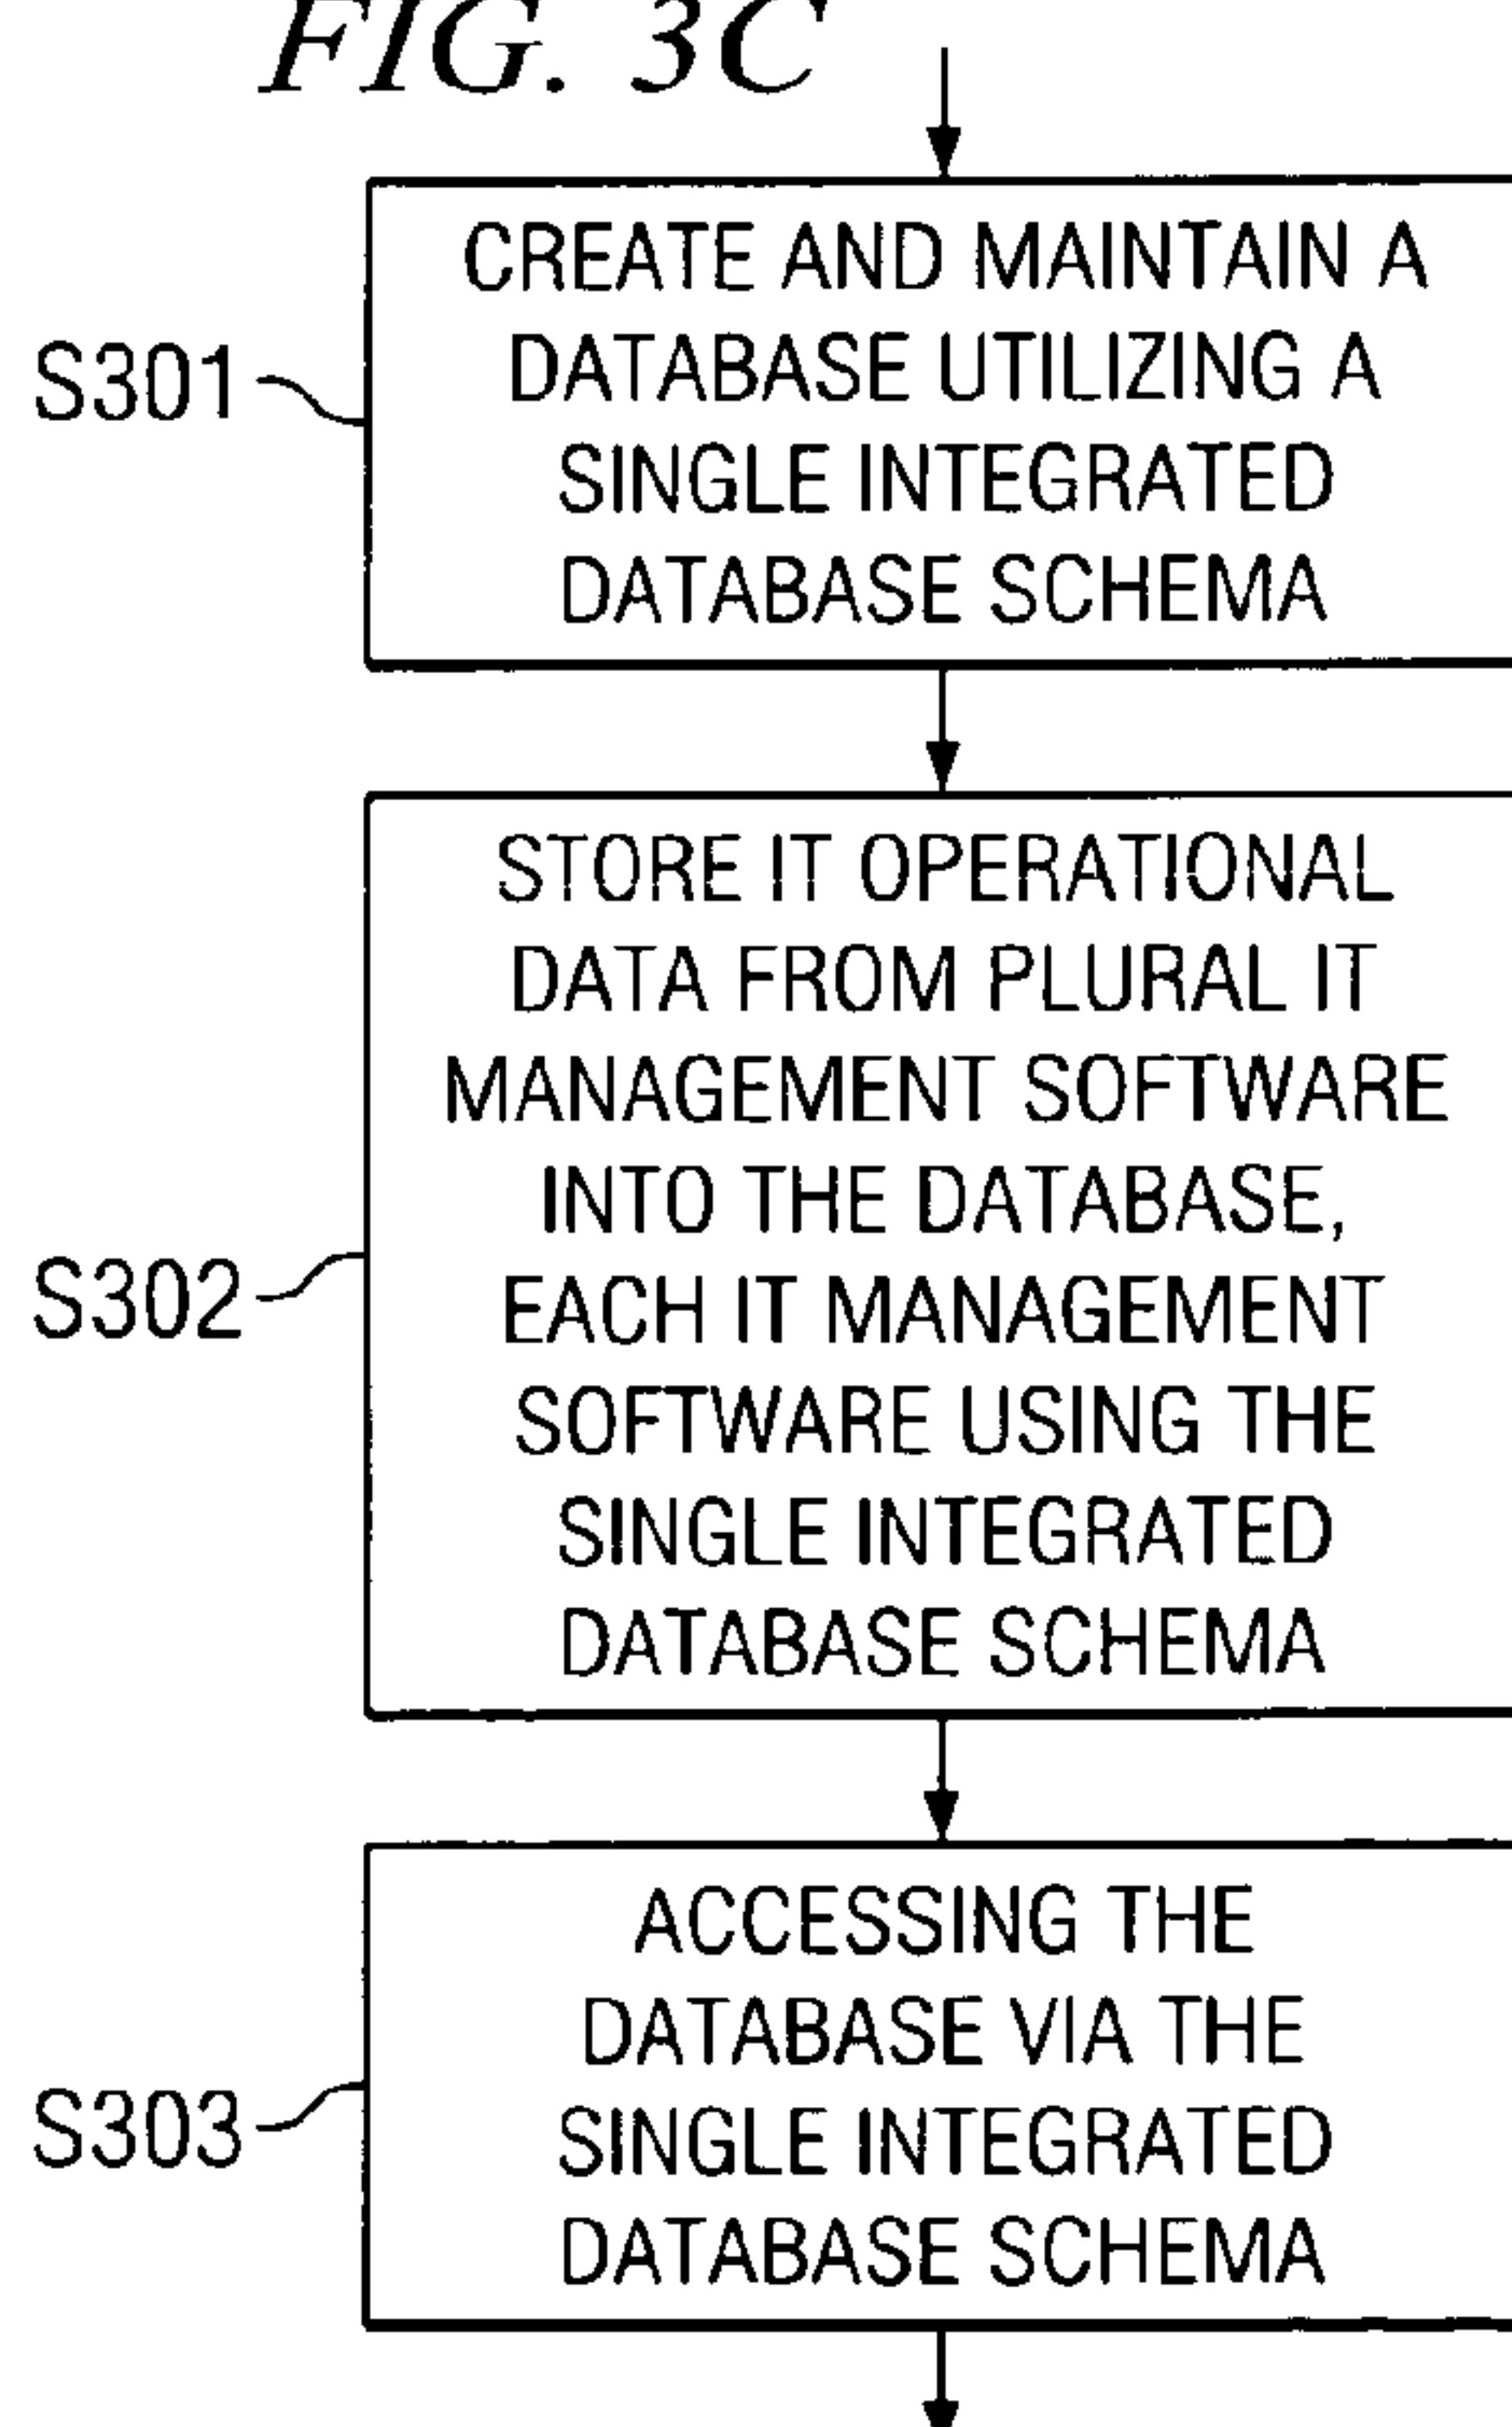 FIG. 3C
CREATE AND MAINTAIN A
DATABASE UTILIZING A
SINGLE INTEGRATED
DATABASE SCHEMA
S301
STORE IT OPERATIONAL
DATA FROM PLURAL IT
MANAGEMENT SOFTWARE
INTO THE DATABASE,
EACH IT MANAGEMENT
SOFTWARE USING THE
SINGLE INTEGRATED
DATABASE SCHEMA
S302
ACCESSING THE
DATABASE VIA THE
SINGLE INTEGRATED
DATABASE SCHEMA
S303